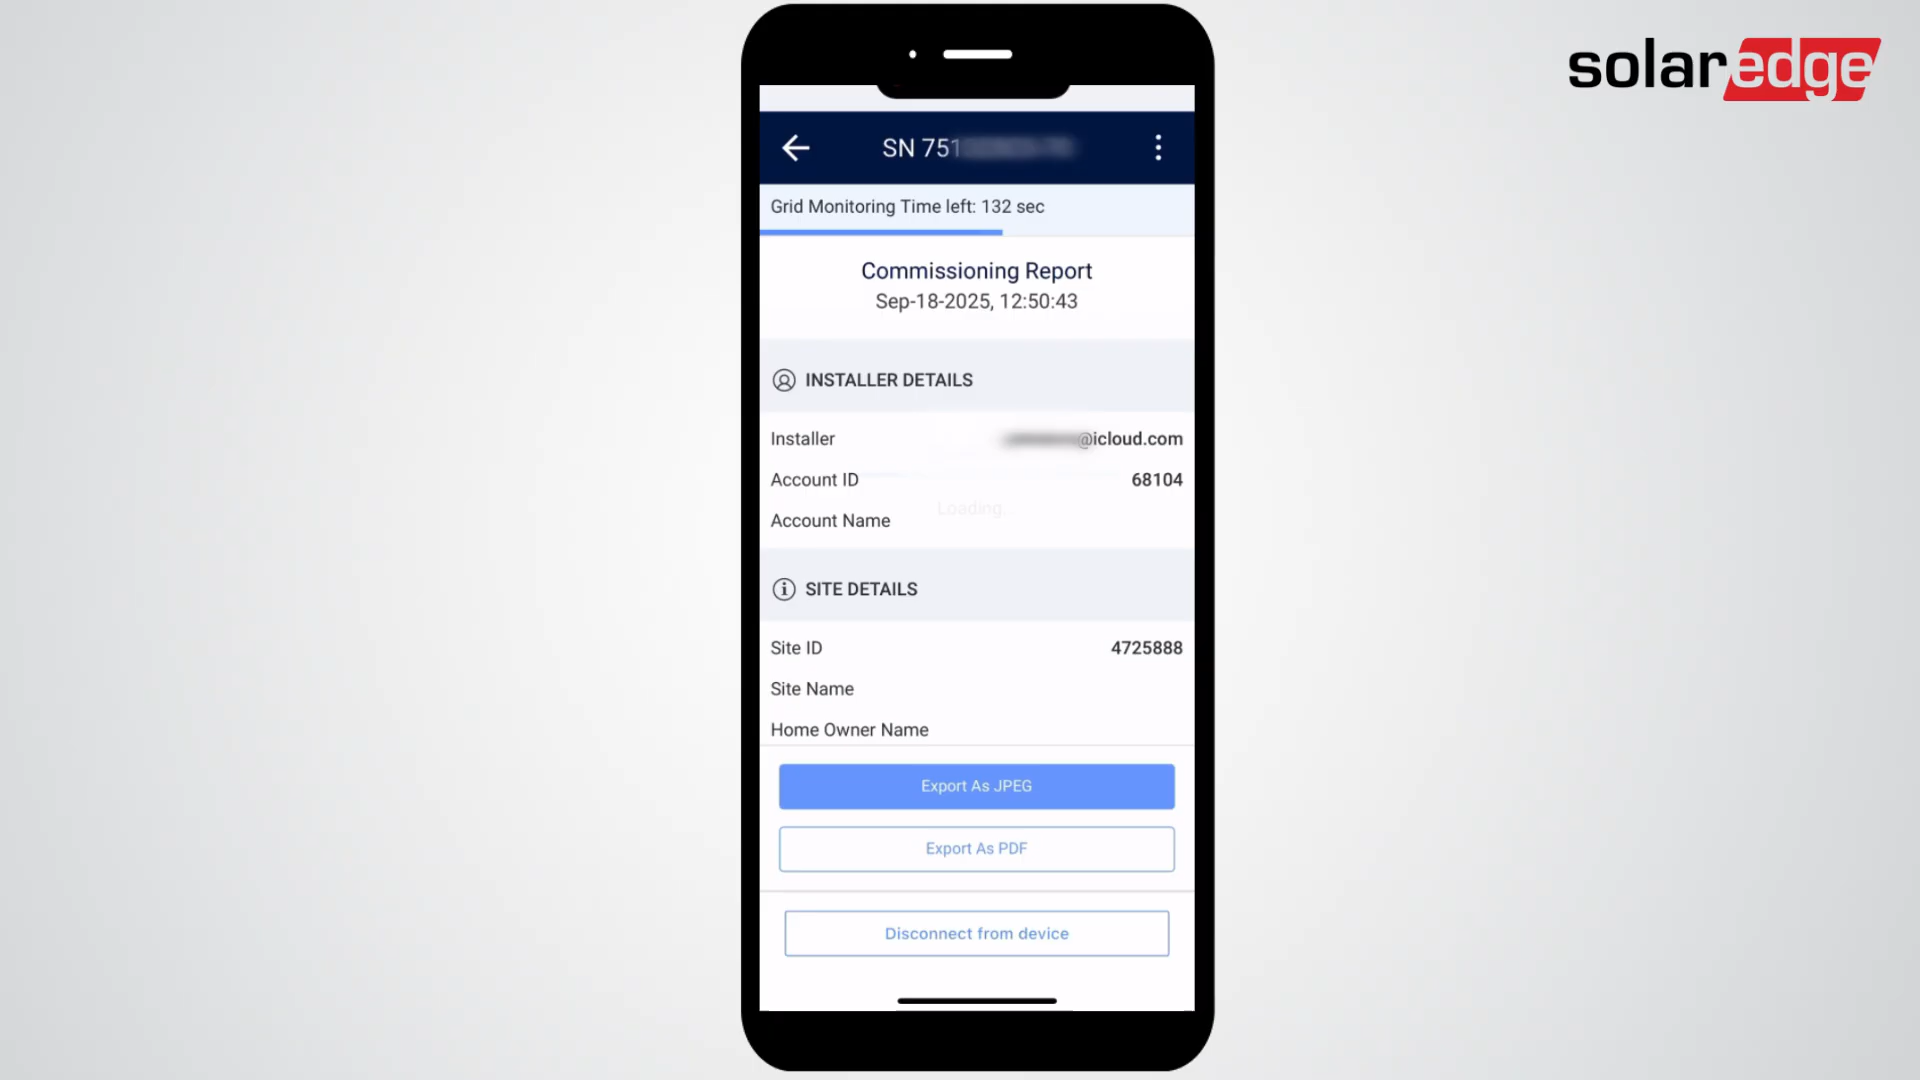 solaredge
SN 751
Grid Monitoring Time left: 132 sec
Commissioning Report
Sep-18-2025, 12:50:43
INSTALLER DETAILS
Installer @icloud.com
Account ID 68104
Loading...
Account Name
SITE DETAILS
Site ID 4725888
Site Name
Home Owner Name
Export As JPEG
Export As PDF
Disconnect from device